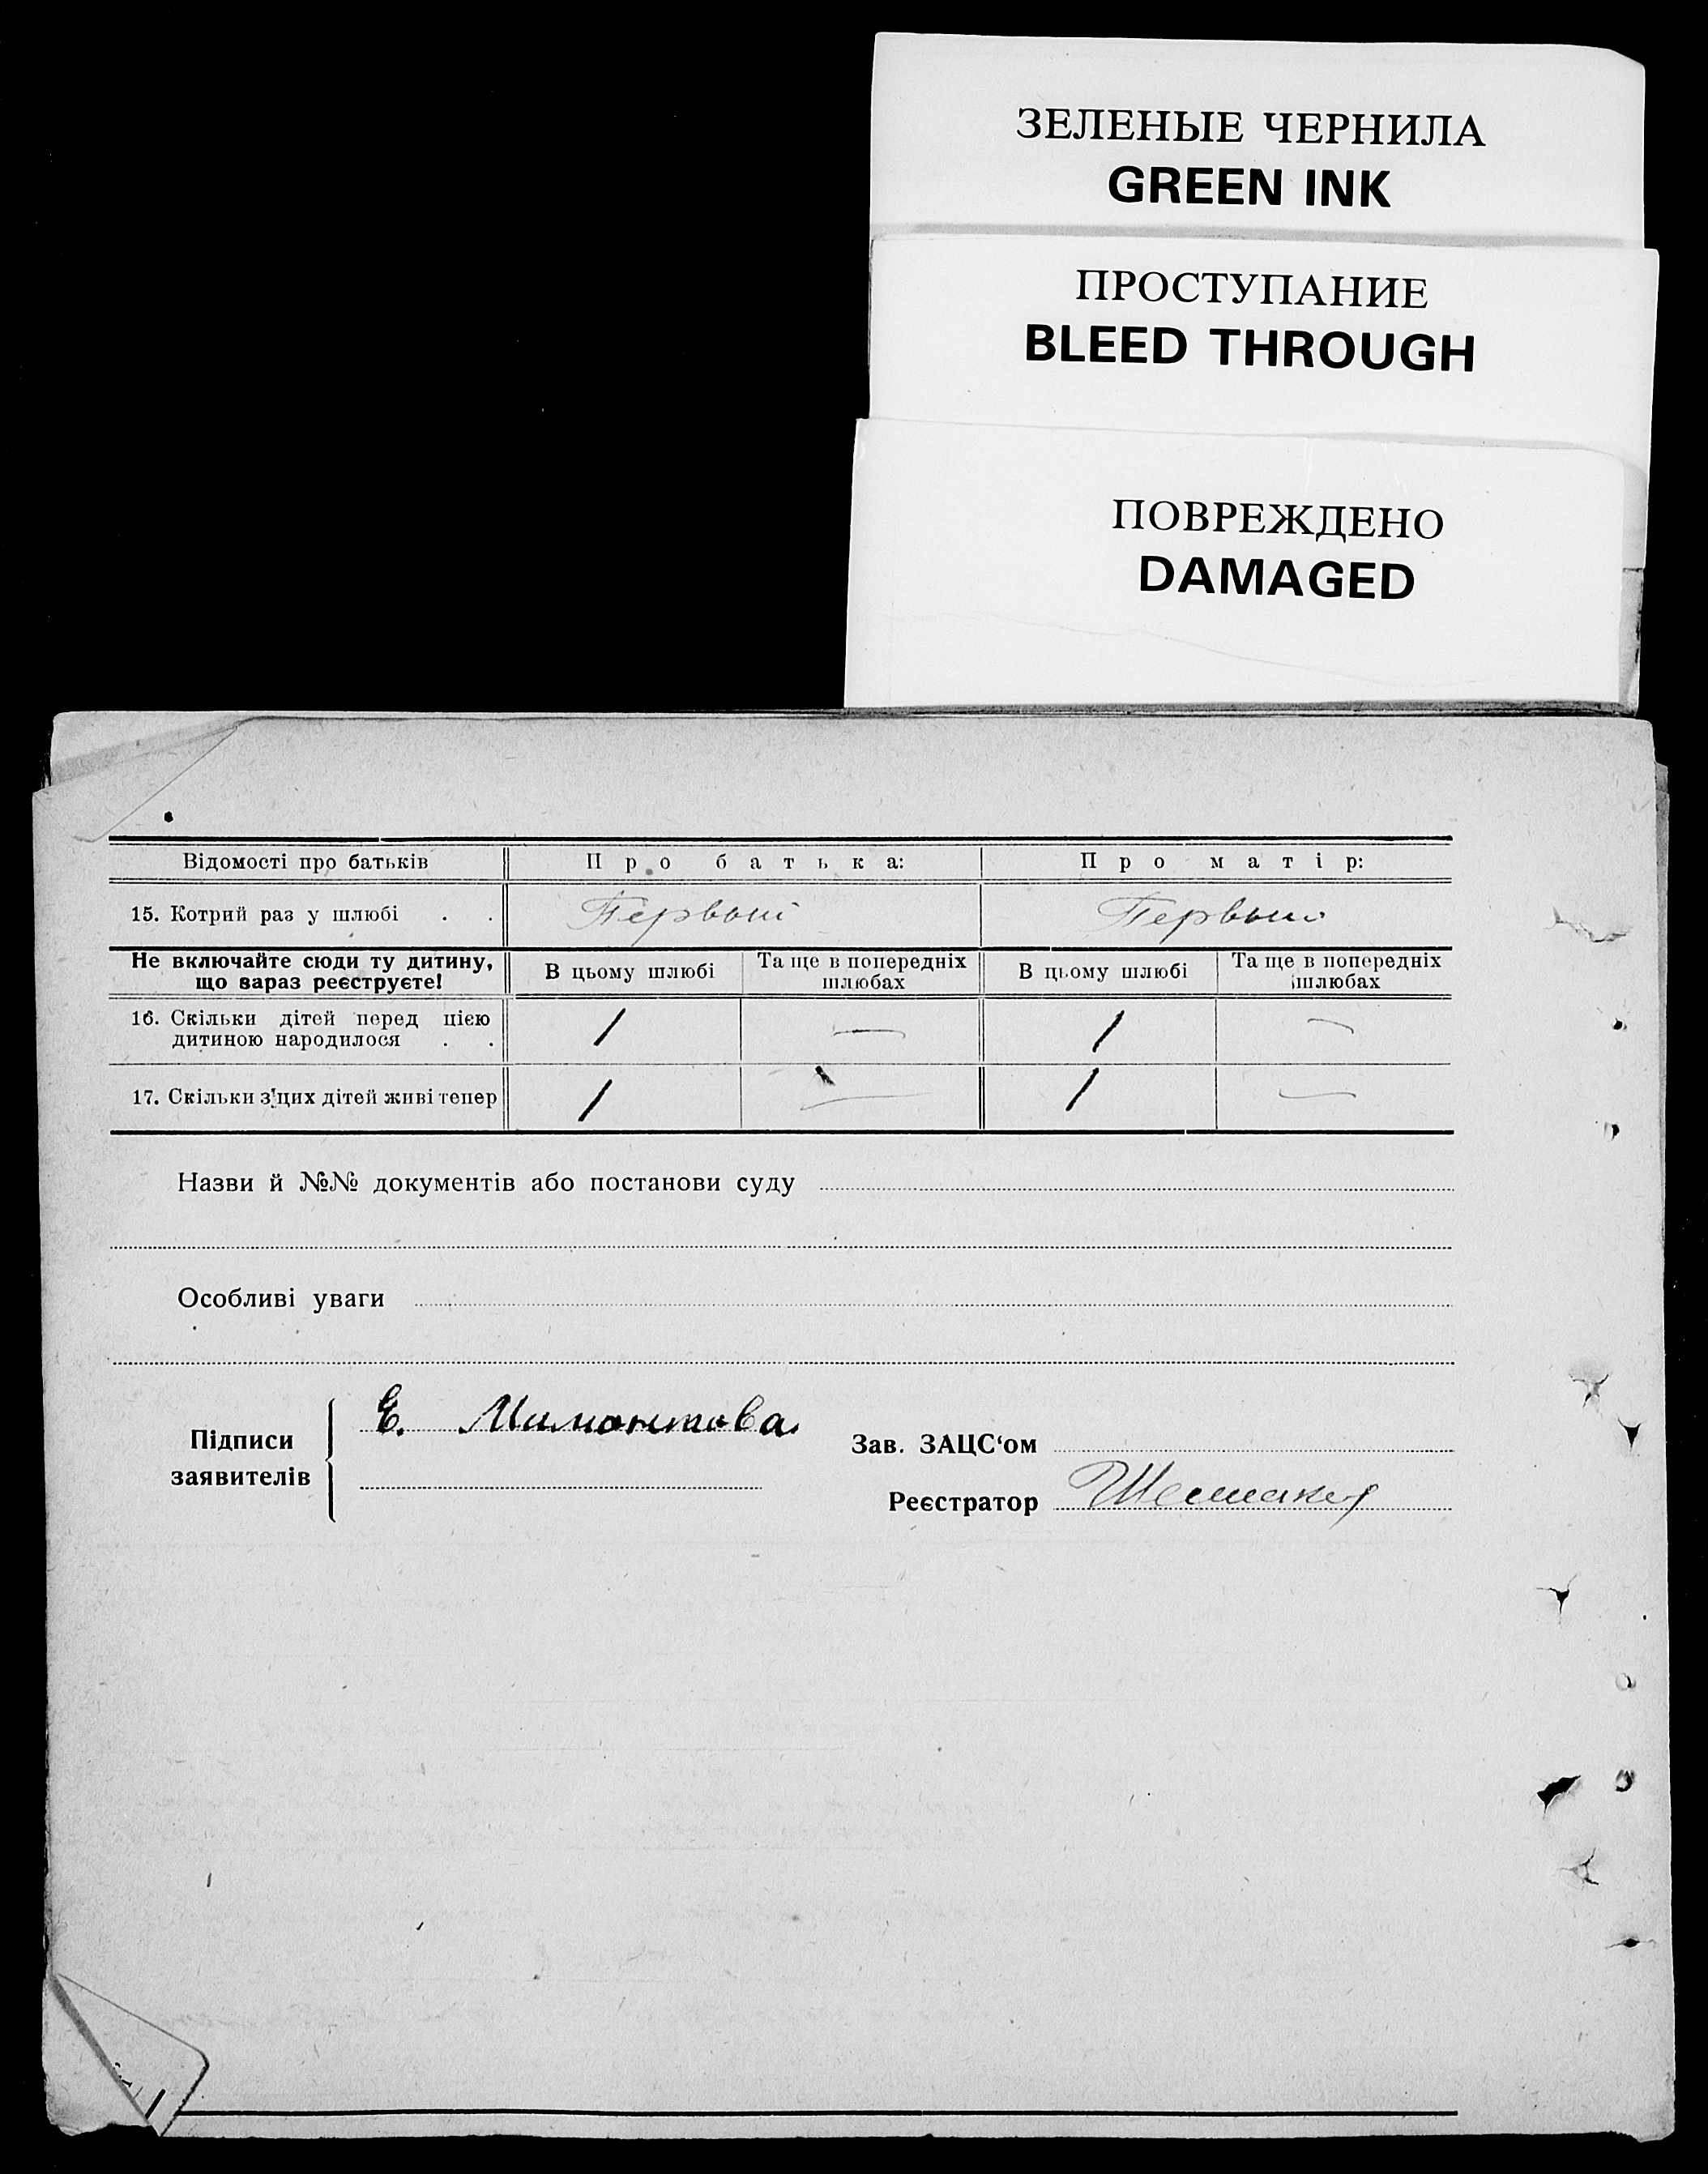 ЗЕЛЕНЫЕ ЧЕРНИЛА
GREEN INK
ПРОСТУПАНИЕ
BLEED THROUGH
ПОВРЕЖДЕНО
DAMAGED
Відомості про батьків Про батька: Про матір:
15. Котрий раз у шлюбі . . Первый Первый
Не включайте сюди ту дитину, що зараз реєструєте! В цьому шлюбі Та ще в попередніх шлюбах В цьому шлюбі Та ще в попередніх шлюбах
16. Скільки дітей перед цією дитиною народилося . . 1 — 1 —
17. Скільки з цих дітей живі тепер 1 — 1 —
Назви й №№ документів або постанови суду
Особливі уваги
Підписи заявителів Е. Мамонтова
Зав. ЗАЦС‘ом
Реєстратор